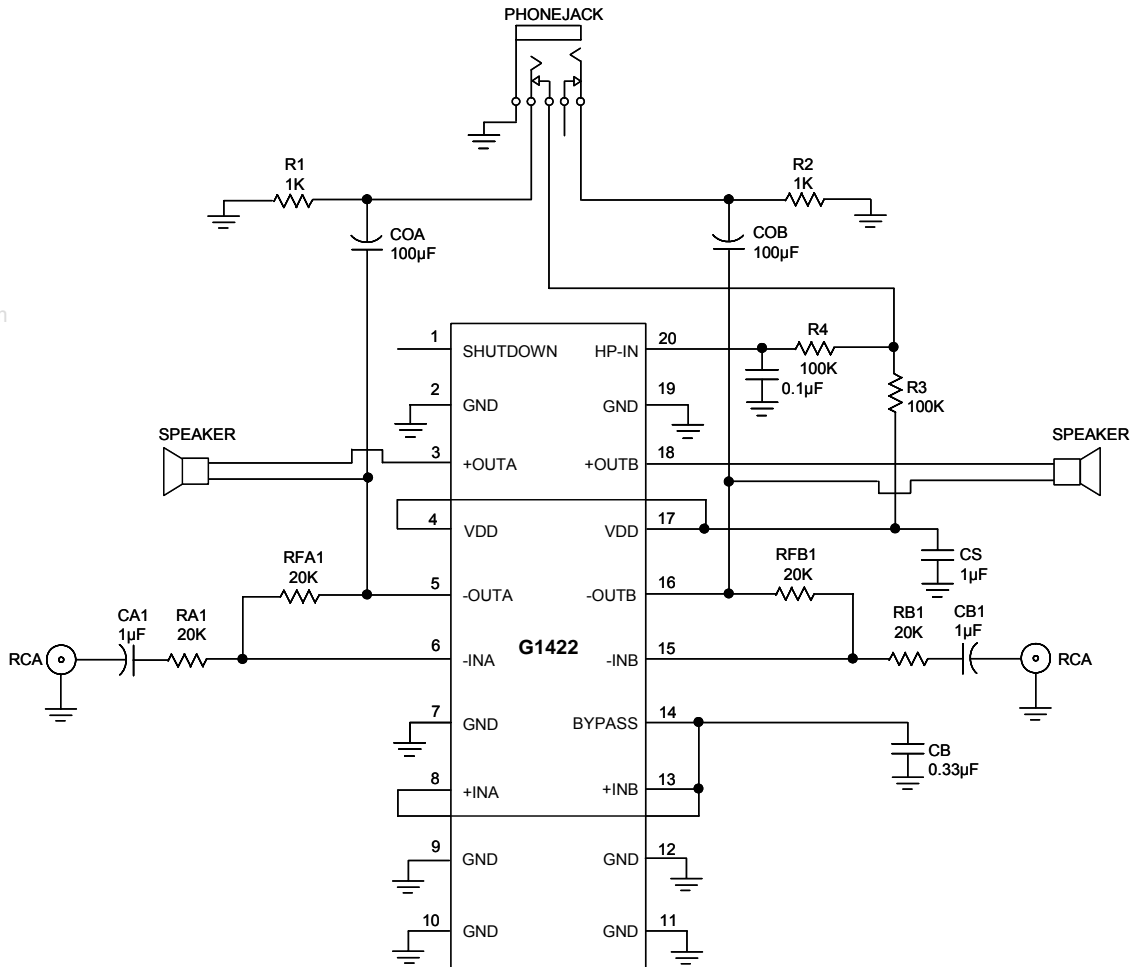 PHONEJACK
R1
1K
R2
1K
COA
100µF
COB
100µF
n
1
SHUTDOWN
HP-IN
20
R4
100K
0.1µF
R3
100K
2
GND
GND
19
SPEAKER
3
+OUTA
+OUTB
18
SPEAKER
4
VDD
VDD
17
CS
1µF
RFA1
20K
5
-OUTA
-OUTB
16
RFB1
20K
CA1
1µF
RA1
20K
RCA
6
-INA
G1422
-INB
15
RB1
20K
CB1
1µF
RCA
7
GND
BYPASS
14
CB
0.33µF
8
+INA
+INB
13
9
GND
GND
12
10
GND
GND
11